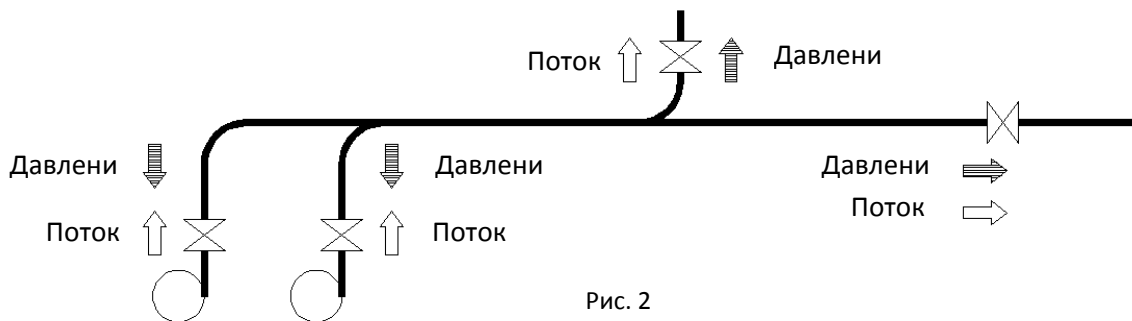 Поток
Давлени
Давлени
Давлени
Давлени
Поток
Поток
Поток
Рис. 2